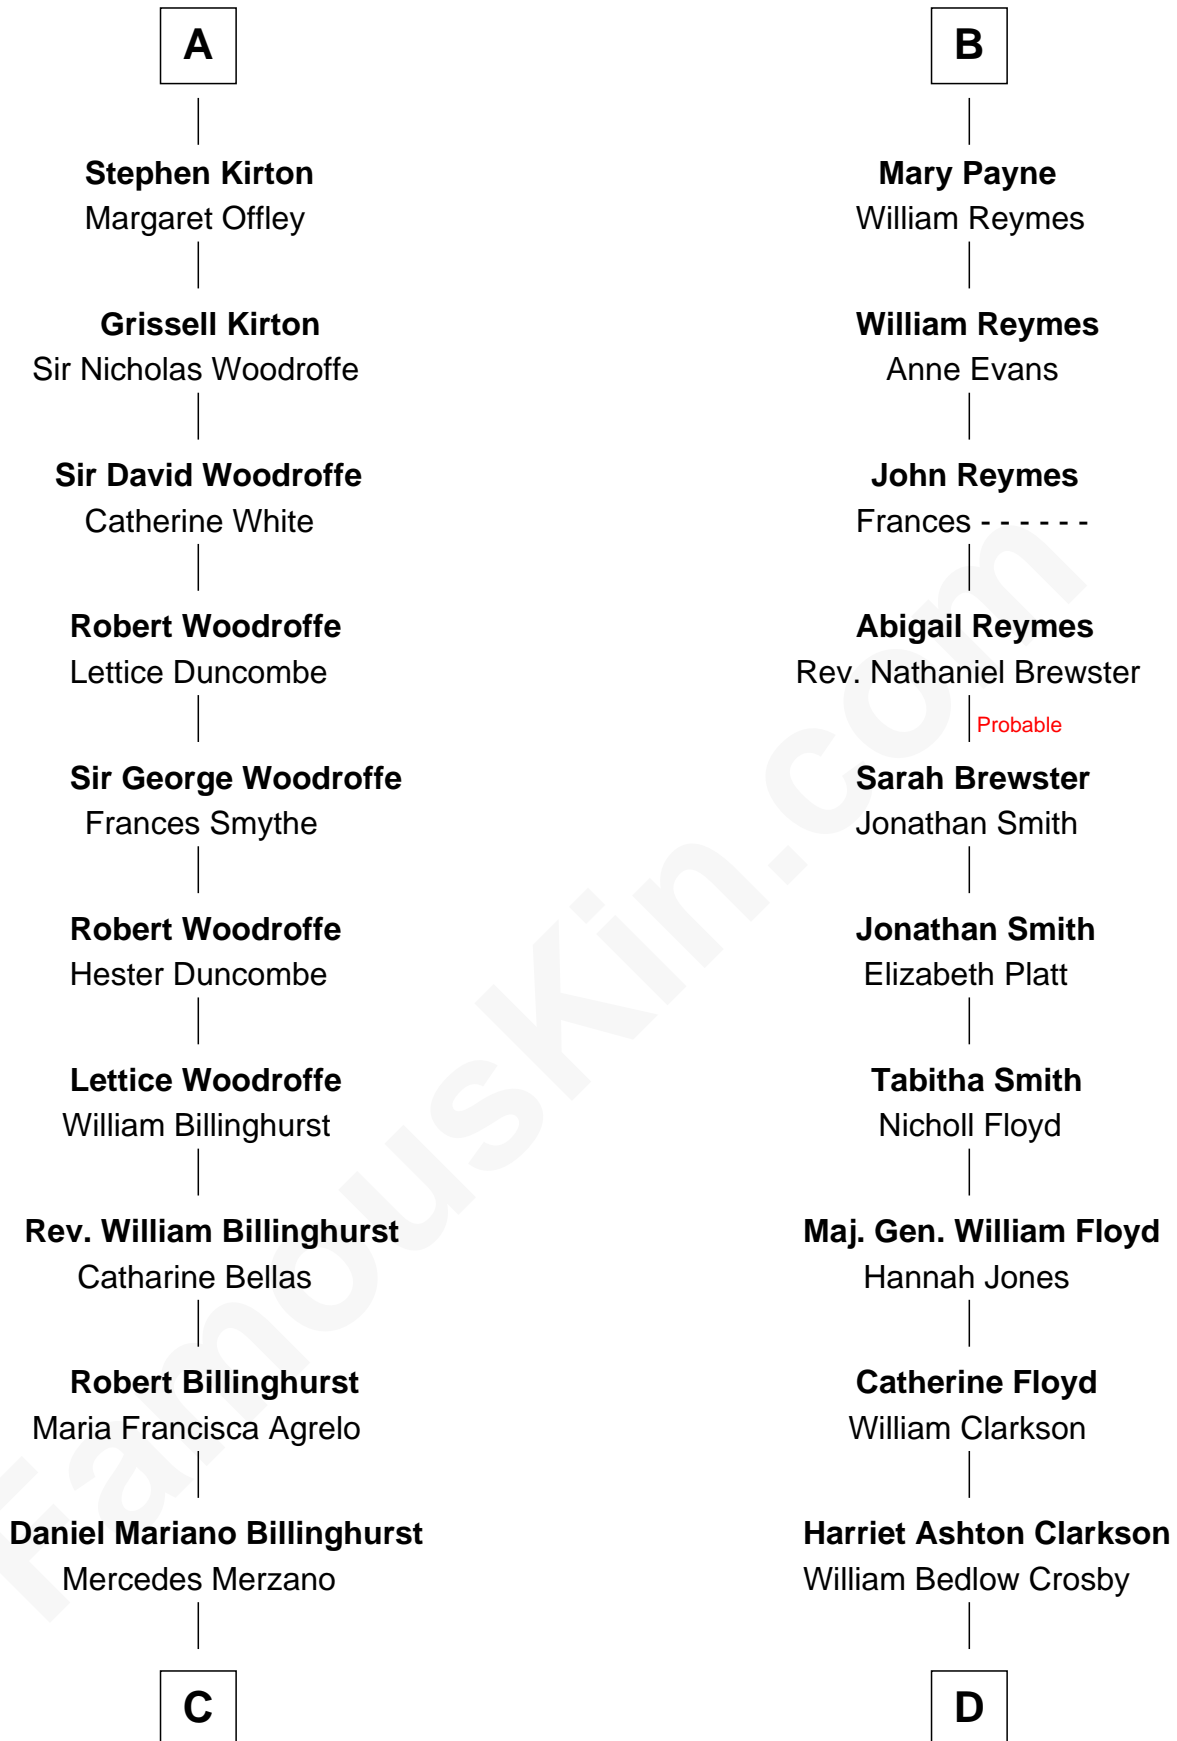 A
Stephen Kirton
Margaret Offley
Grissell Kirton
Sir Nicholas Woodroffe
Sir David Woodroffe
Catherine White
Robert Woodroffe
Lettice Duncombe
Sir George Woodroffe
Frances Smythe
Robert Woodroffe
Hester Duncombe
Lettice Woodroffe
William Billinghurst
Rev. William Billinghurst
Catharine Bellas
Robert Billinghurst
Maria Francisca Agrelo
Daniel Mariano Billinghurst
Mercedes Merzano
C
B
Mary Payne
William Reymes
William Reymes
Anne Evans
John Reymes
Frances - - - - - -
Abigail Reymes
Rev. Nathaniel Brewster
Probable
Sarah Brewster
Jonathan Smith
Jonathan Smith
Elizabeth Platt
Tabitha Smith
Nicholl Floyd
Maj. Gen. William Floyd
Hannah Jones
Catherine Floyd
William Clarkson
Harriet Ashton Clarkson
William Bedlow Crosby
D
FamousKin.com